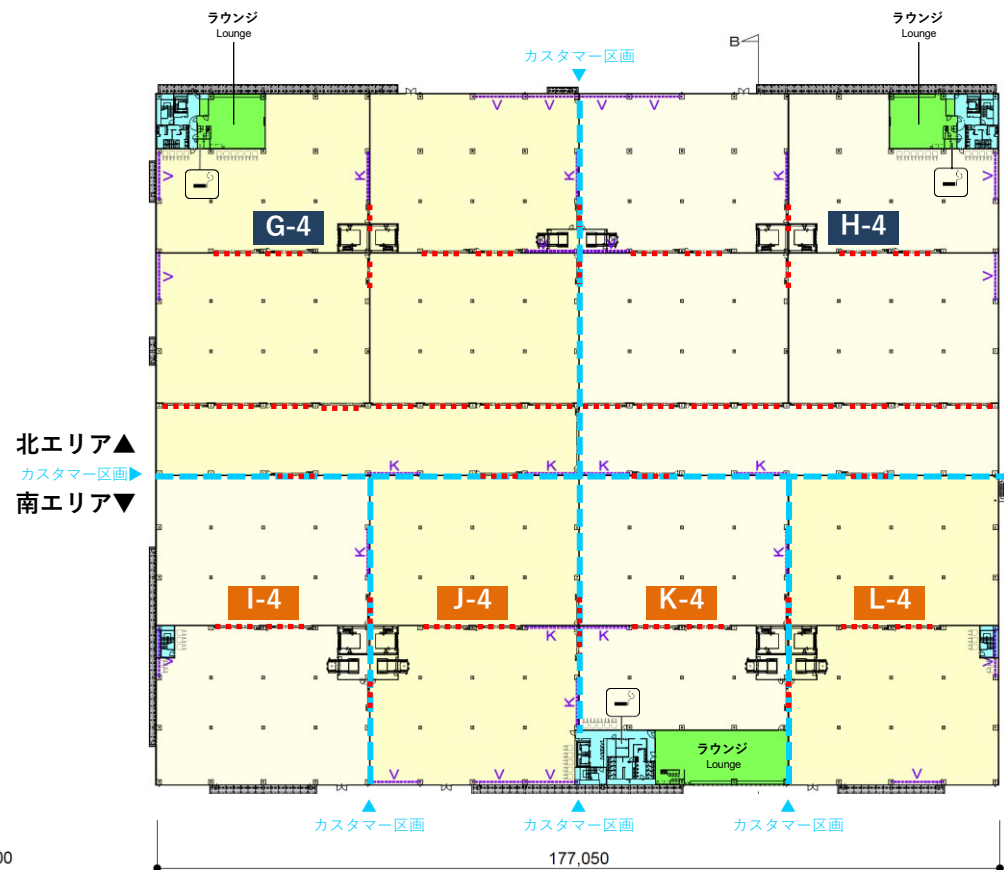 ラウンジ
Lounge
ラウンジ
Lounge
B
カスタマー区画
V V V V
V K K V
G-4
H-4
K K
V V
北エリア▲
カスタマー区画▶
南エリア▼
K K K K
K K
I-4
J-4
K-4
L-4
K K
V V
K
ラウンジ
Lounge
V V V V
カスタマー区画
カスタマー区画
カスタマー区画
00
177,050